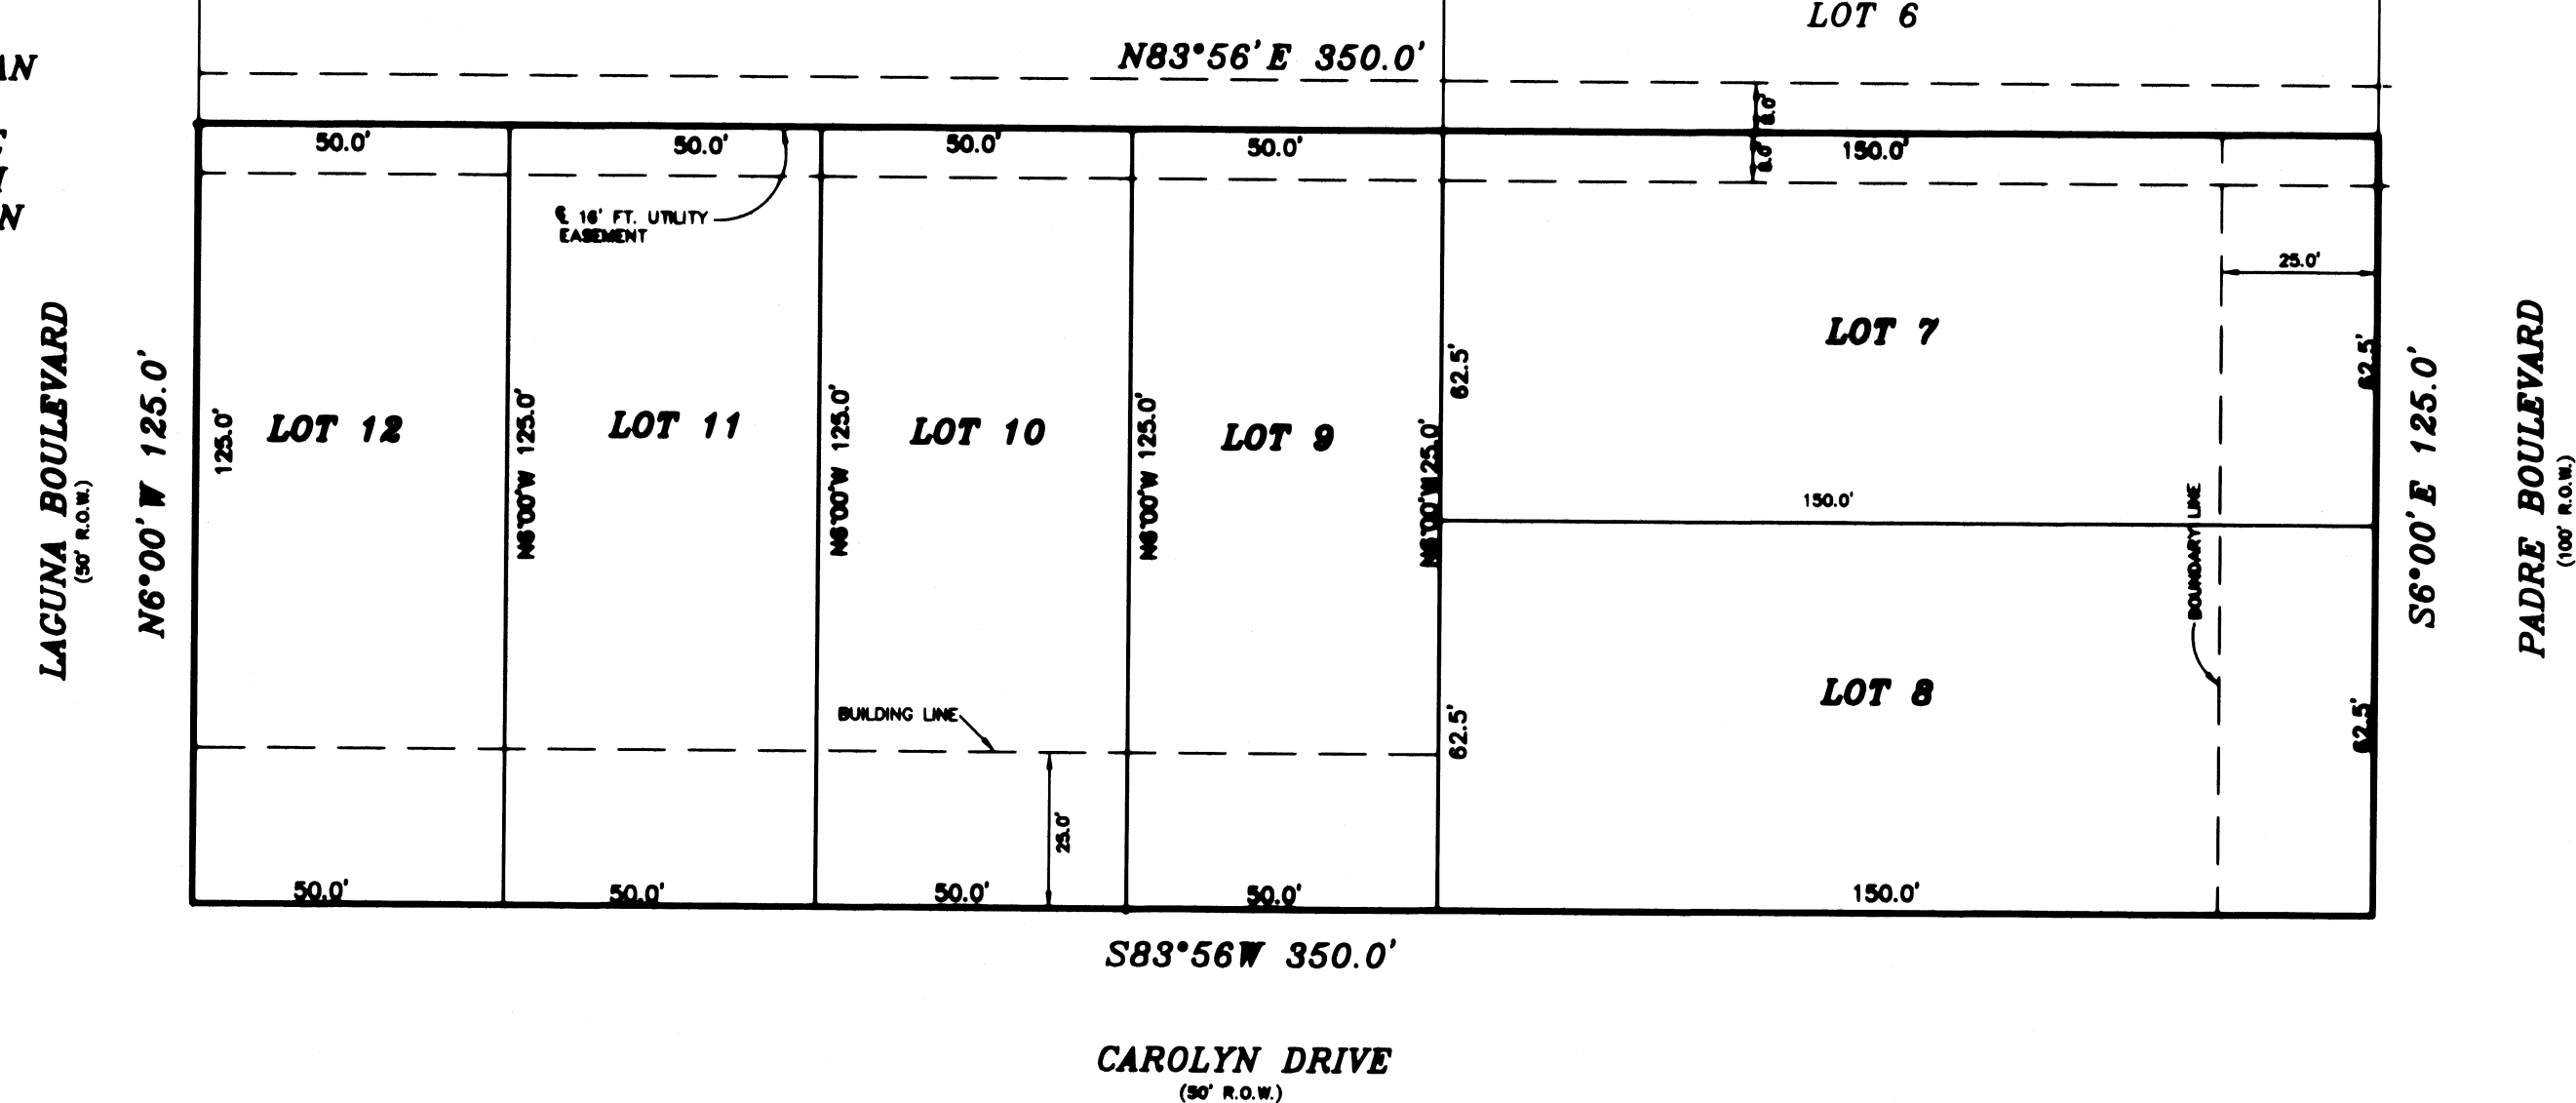 LOT 6
N83°56'E 350.0'
AN
N
8.0'
8.0'
50.0'
50.0'
50.0'
50.0'
150.0'
℄ 16' FT. UTILITY
EASEMENT
25.0'
LAGUNA BOULEVARD
(50' R.O.W.)
N6°00'W 125.0'
125.0'
LOT 12
N6°00'W 125.0'
LOT 11
N6°00'W 125.0'
LOT 10
N6°00'W 125.0'
LOT 9
N6°00'W 25.0'
62.5'
LOT 7
62.5'
150.0'
BOUNDARY LINE
S6°00'E 125.0'
PADRE BOULEVARD
(100' R.O.W.)
LOT 8
62.5'
62.5'
BUILDING LINE
25.0'
50.0'
50.0'
50.0'
50.0'
150.0'
S83°56W 350.0'
CAROLYN DRIVE
(50' R.O.W.)